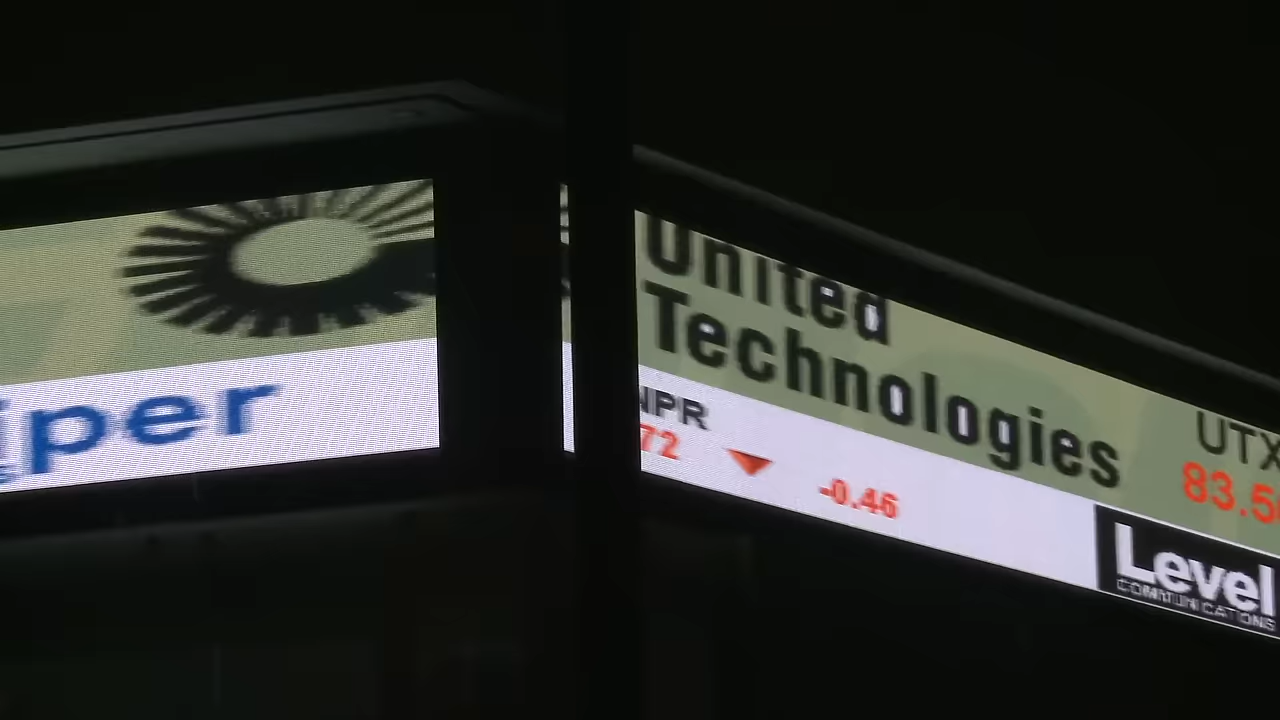 iper
United
Technologies
UTX
83.5
NPR
72
-0.46
Level
COMMUNICATIONS